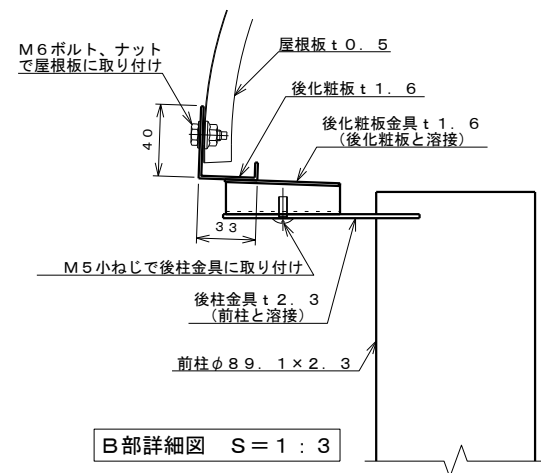 M6ボルト、ナット
で屋根板に取り付け
屋根板t0.5
後化粧板t1.6
後化粧板金具t1.6
(後化粧板と溶接)
40
33
M5小ねじで後柱金具に取り付け
後柱金具t2.3
(前柱と溶接)
前柱φ89.1×2.3
B部詳細図 S=1:3